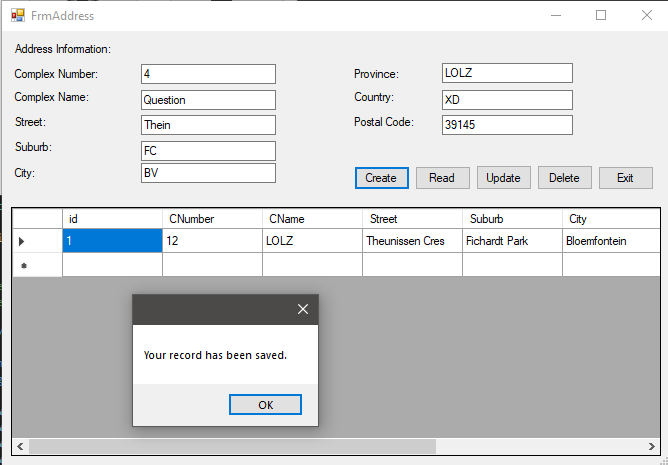 FrmAddress
Address Information:
Complex Number: 4 Province: LOLZ
Complex Name: Question Country: XD
Street: Thein Postal Code: 39145
Suburb: FC
City: BV
Create Read Update Delete Exit
id CNumber CName Street Suburb City
1 12 LOLZ Theunissen Cres Fichardt Park Bloemfontein
Your record has been saved.
OK